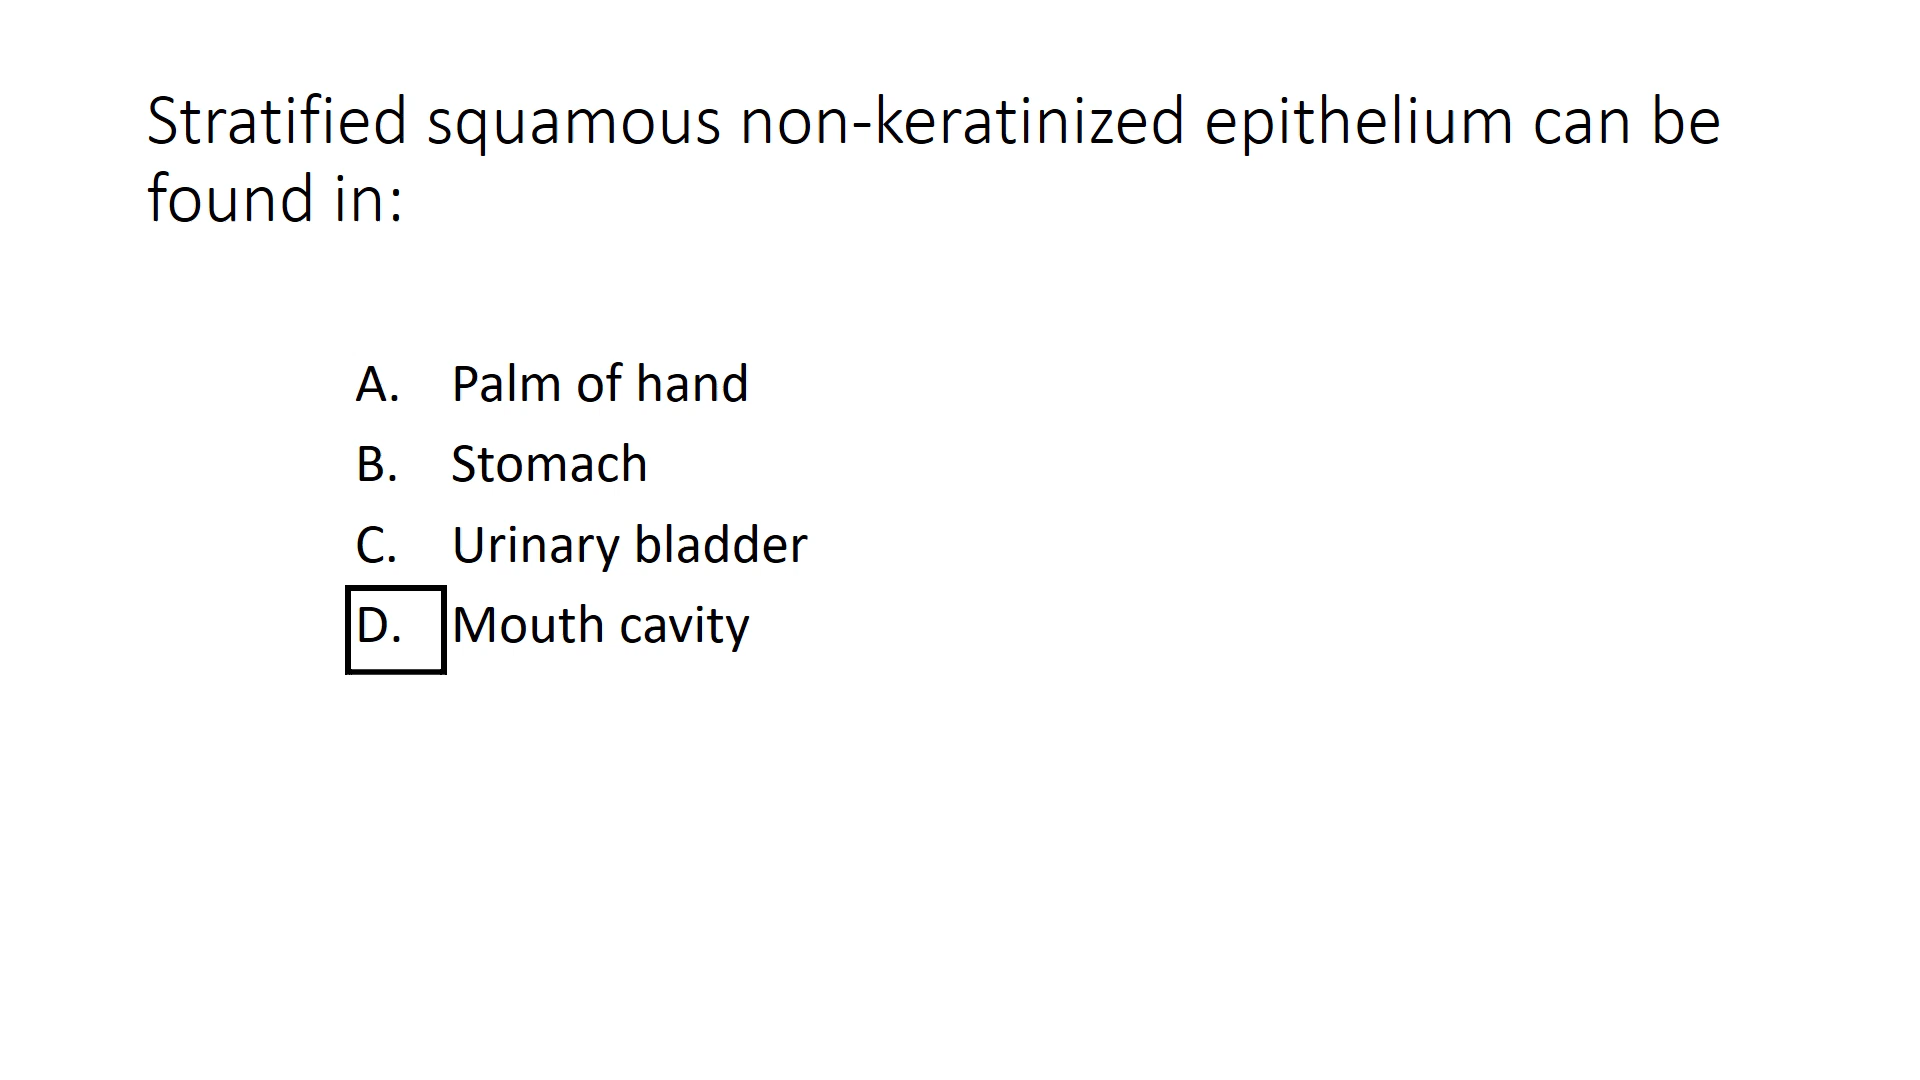 Stratified squamous non-keratinized epithelium can be
found in:
A. Palm of hand
B. Stomach
C. Urinary bladder
D. Mouth cavity